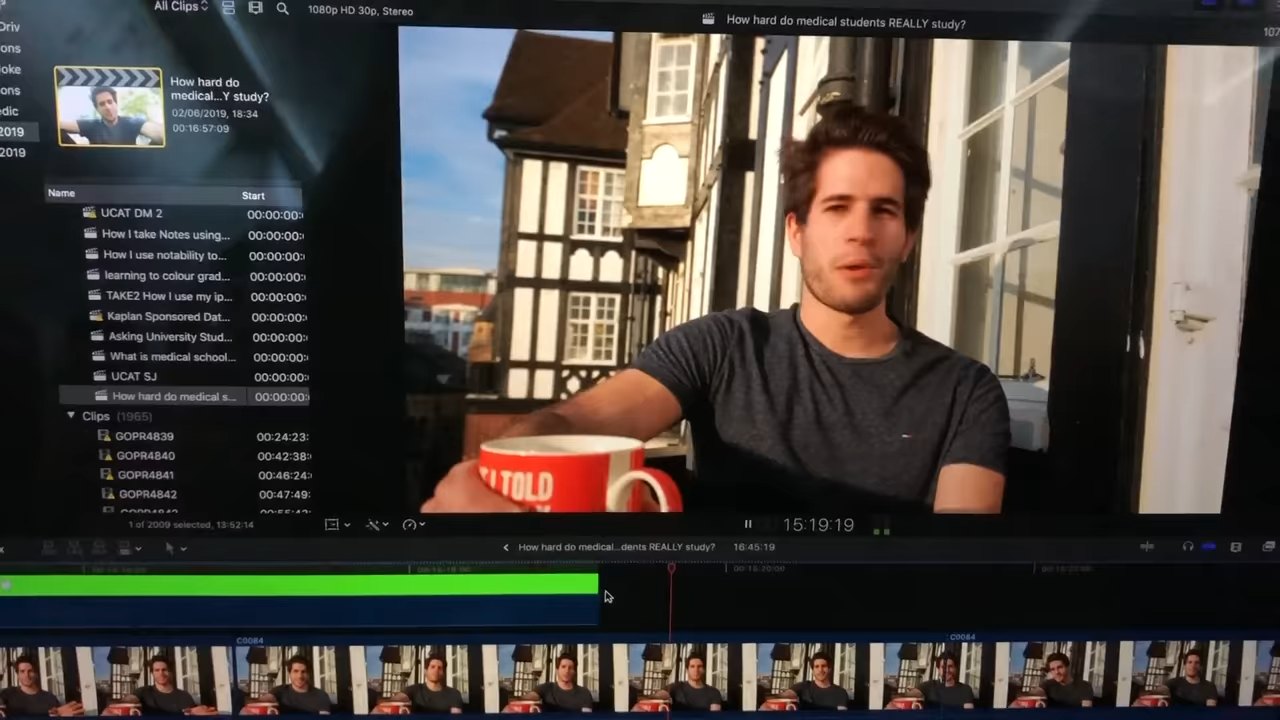 All Clips
1080p HD 30p, Stereo
How hard do medical students REALLY study?
107
Driv
ons
oke
ons
edic
2019
2019
How hard do
medical...Y study?
02/06/2019, 18:34
00:16:57:09
Name Start
UCAT DM 2 00:00:00:
How I take Notes using... 00:00:00:
How I use notability to... 00:00:00:
learning to colour grad... 00:00:00:
TAKE2 How I use my ip... 00:00:00:
Kaplan Sponsored Dat... 00:00:00:
Asking University Stud... 00:00:00:
What is medical school... 00:00:00:
UCAT SJ 00:00:00:
How hard do medical s... 00:00:00:
Clips (1965)
GOPR4839 00:24:23:
GOPR4840 00:42:38:
GOPR4841 00:46:24:
GOPR4842 00:47:49:
I TOLD
1 of 2009 selected, 13:52:14
15:19:19
How hard do medical...dents REALLY study? 16:45:19
C0084
C0084